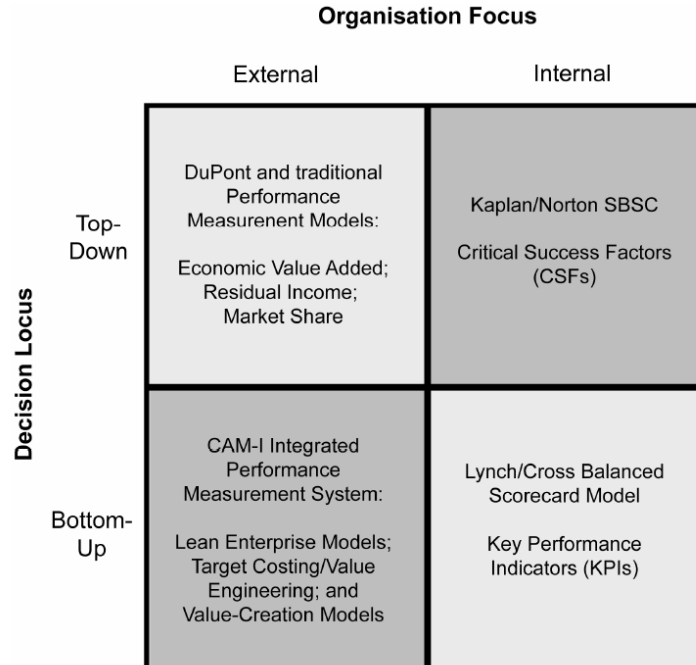 Organisation Focus
External
Internal
Decision Locus
Top-
Down
DuPont and traditional
Performance
Measurenent Models:
Economic Value Added;
Residual Income;
Market Share
Kaplan/Norton SBSC
Critical Success Factors
(CSFs)
Bottom-
Up
CAM-I Integrated
Performance
Measurement System:
Lean Enterprise Models;
Target Costing/Value
Engineering; and
Value-Creation Models
Lynch/Cross Balanced
Scorecard Model
Key Performance
Indicators (KPIs)